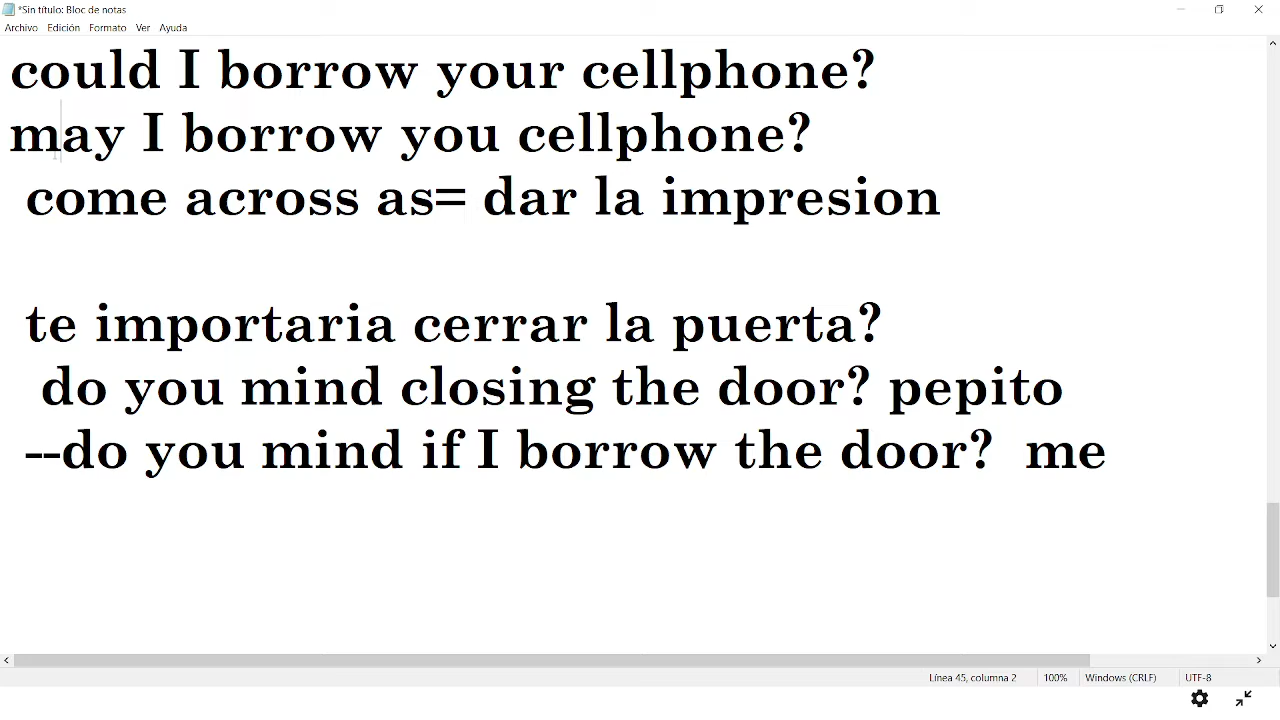 *Sin título: Bloc de notas
Archivo Edición Formato Ver Ayuda
could I borrow your cellphone?
may I borrow you cellphone?
come across as= dar la impresion
te importaria cerrar la puerta?
do you mind closing the door? pepito
--do you mind if I borrow the door? me
Línea 45, columna 2 100% Windows (CRLF) UTF-8